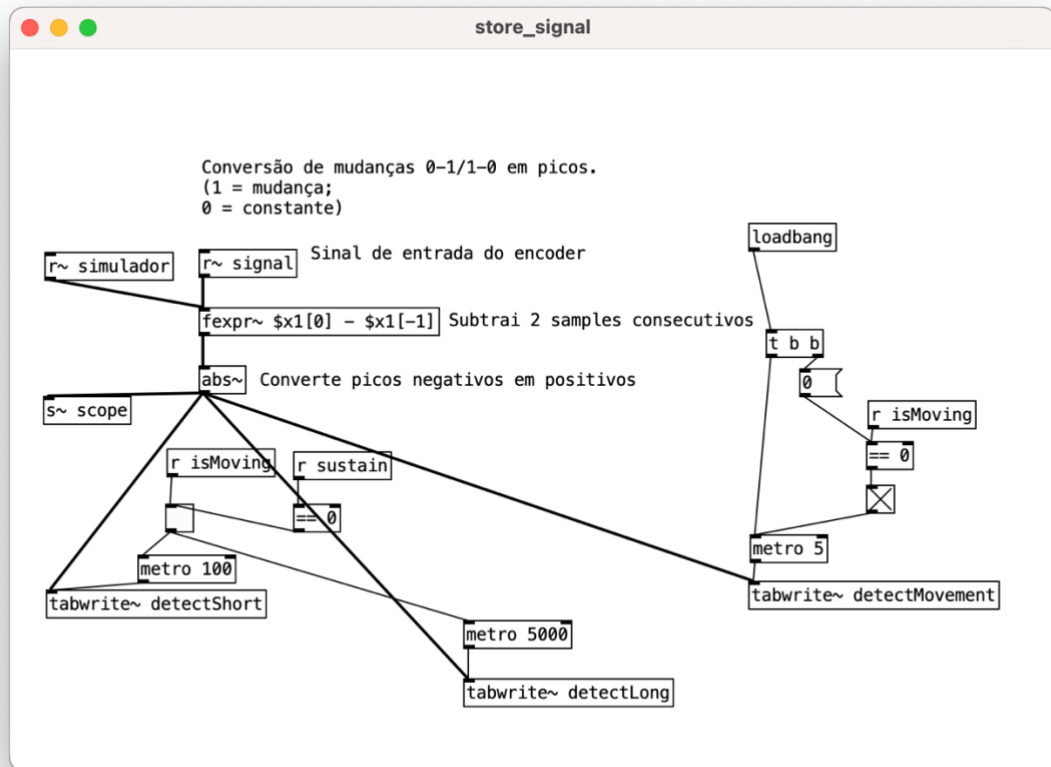 store_signal
Conversão de mudanças 0-1/1-0 em picos.
(1 = mudança;
0 = constante)
loadbang
r~ simulador
r~ signal
Sinal de entrada do encoder
fexpr~ $x1[0] - $x1[-1]
Subtrai 2 samples consecutivos
t b b
abs~
Converte picos negativos em positivos
0
s~ scope
r isMoving
== 0
r isMoving
r sustain
== 0
metro 5
metro 100
tabwrite~ detectMovement
tabwrite~ detectShort
metro 5000
tabwrite~ detectLong